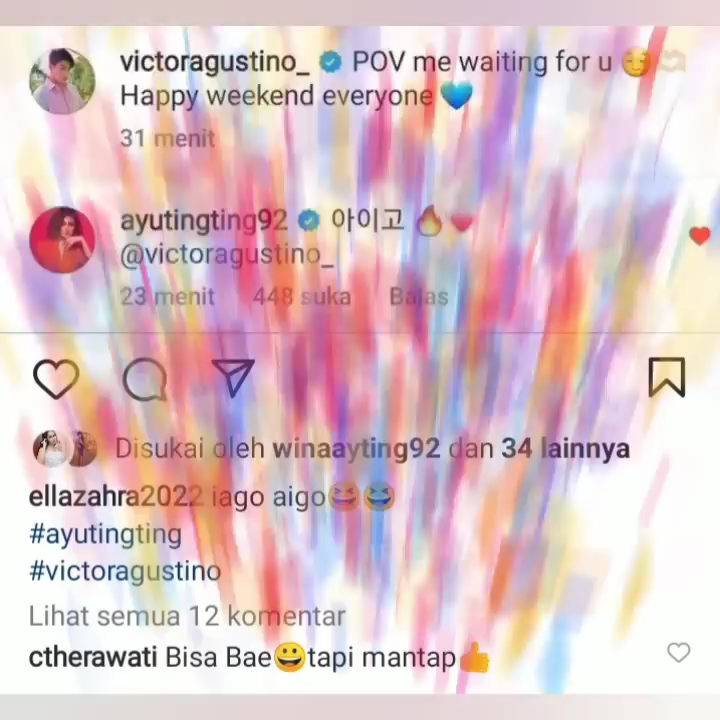 victoragustino_ POV me waiting for u 😏🫶
Happy weekend everyone 💙
31 menit
ayutingting92 아이고 🔥❤️
@victoragustino_
23 menit 448 suka Balas
Disukai oleh winaayting92 dan 34 lainnya
ellazahra2022 iago aigo😆😆
#ayutingting
#victoragustino
Lihat semua 12 komentar
ctherawati Bisa Bae😀tapi mantap👍